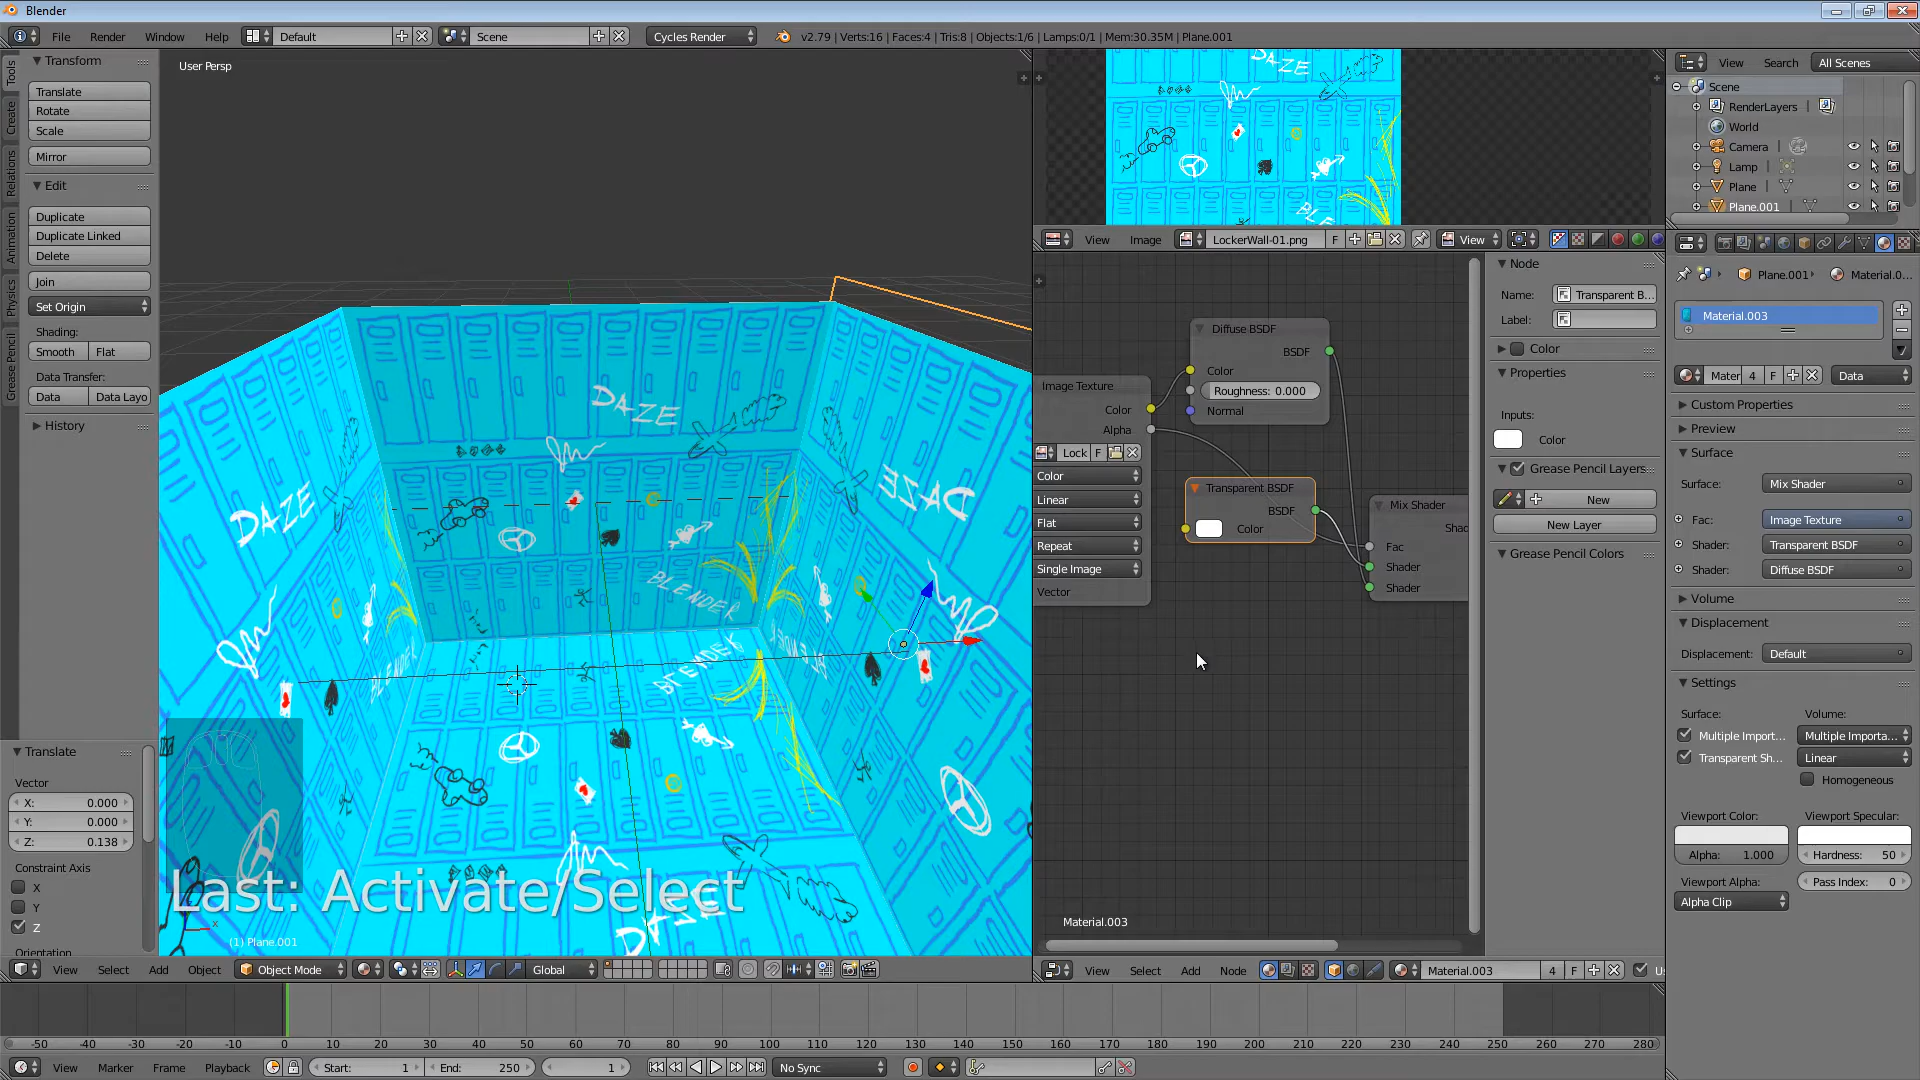 Blender
File Render Window Help Default Scene Cycles Render v2.79 | Verts:16 | Faces:4 | Tris:8 | Objects:1/6 | Lamps:0/1 | Mem:30.35M | Plane.001
Tools
Create
Relations
Animation
Physics
Grease Pencil
Transform
Translate
Rotate
Scale
Mirror
Edit
Duplicate
Duplicate Linked
Delete
Join
Set Origin
Shading:
Smooth Flat
Data Transfer:
Data Data Layo
History
Translate
Vector
X: 0.000
Y: 0.000
Z: 0.138
Constraint Axis
X
Y
Z
Orientation
User Persp
DAZE
DAZE
DAZE
BLENDER
BLENDER
BLENDER
BLENDER
DAZE
Last: Activate/Select
(1) Plane.001
View Select Add Object Object Mode Global
DAZE
BLE
View Image LockerWall-01.png F View
Image Texture
Color
Alpha
Lock F
Color
Linear
Flat
Repeat
Single Image
Vector
Diffuse BSDF
BSDF
Color
Roughness: 0.000
Normal
Transparent BSDF
BSDF
Color
Mix Shader
Shac
Fac
Shader
Shader
Material.003
View Select Add Node Material.003 4 F Us
Node
Name: Transparent B...
Label:
Color
Properties
Inputs:
Color
Grease Pencil Layers
New
New Layer
Grease Pencil Colors
View Search All Scenes
Scene
RenderLayers
World
Camera
Lamp
Plane
Plane.001
Plane.001 Material.0...
Material.003
Mater 4 F Data
Custom Properties
Preview
Surface
Surface: Mix Shader
Fac: Image Texture
Shader: Transparent BSDF
Shader: Diffuse BSDF
Volume
Displacement
Displacement: Default
Settings
Surface: Volume:
Multiple Import... Multiple Importa...
Transparent Sh... Linear
Homogeneous
Viewport Color: Viewport Specular:
Alpha: 1.000 Hardness: 50
Viewport Alpha: Pass Index: 0
Alpha Clip
-50 -40 -30 -20 -10 0 10 20 30 40 50 60 70 80 90 100 110 120 130 140 150 160 170 180 190 200 210 220 230 240 250 260 270 280
View Marker Frame Playback Start: 1 End: 250 1 No Sync